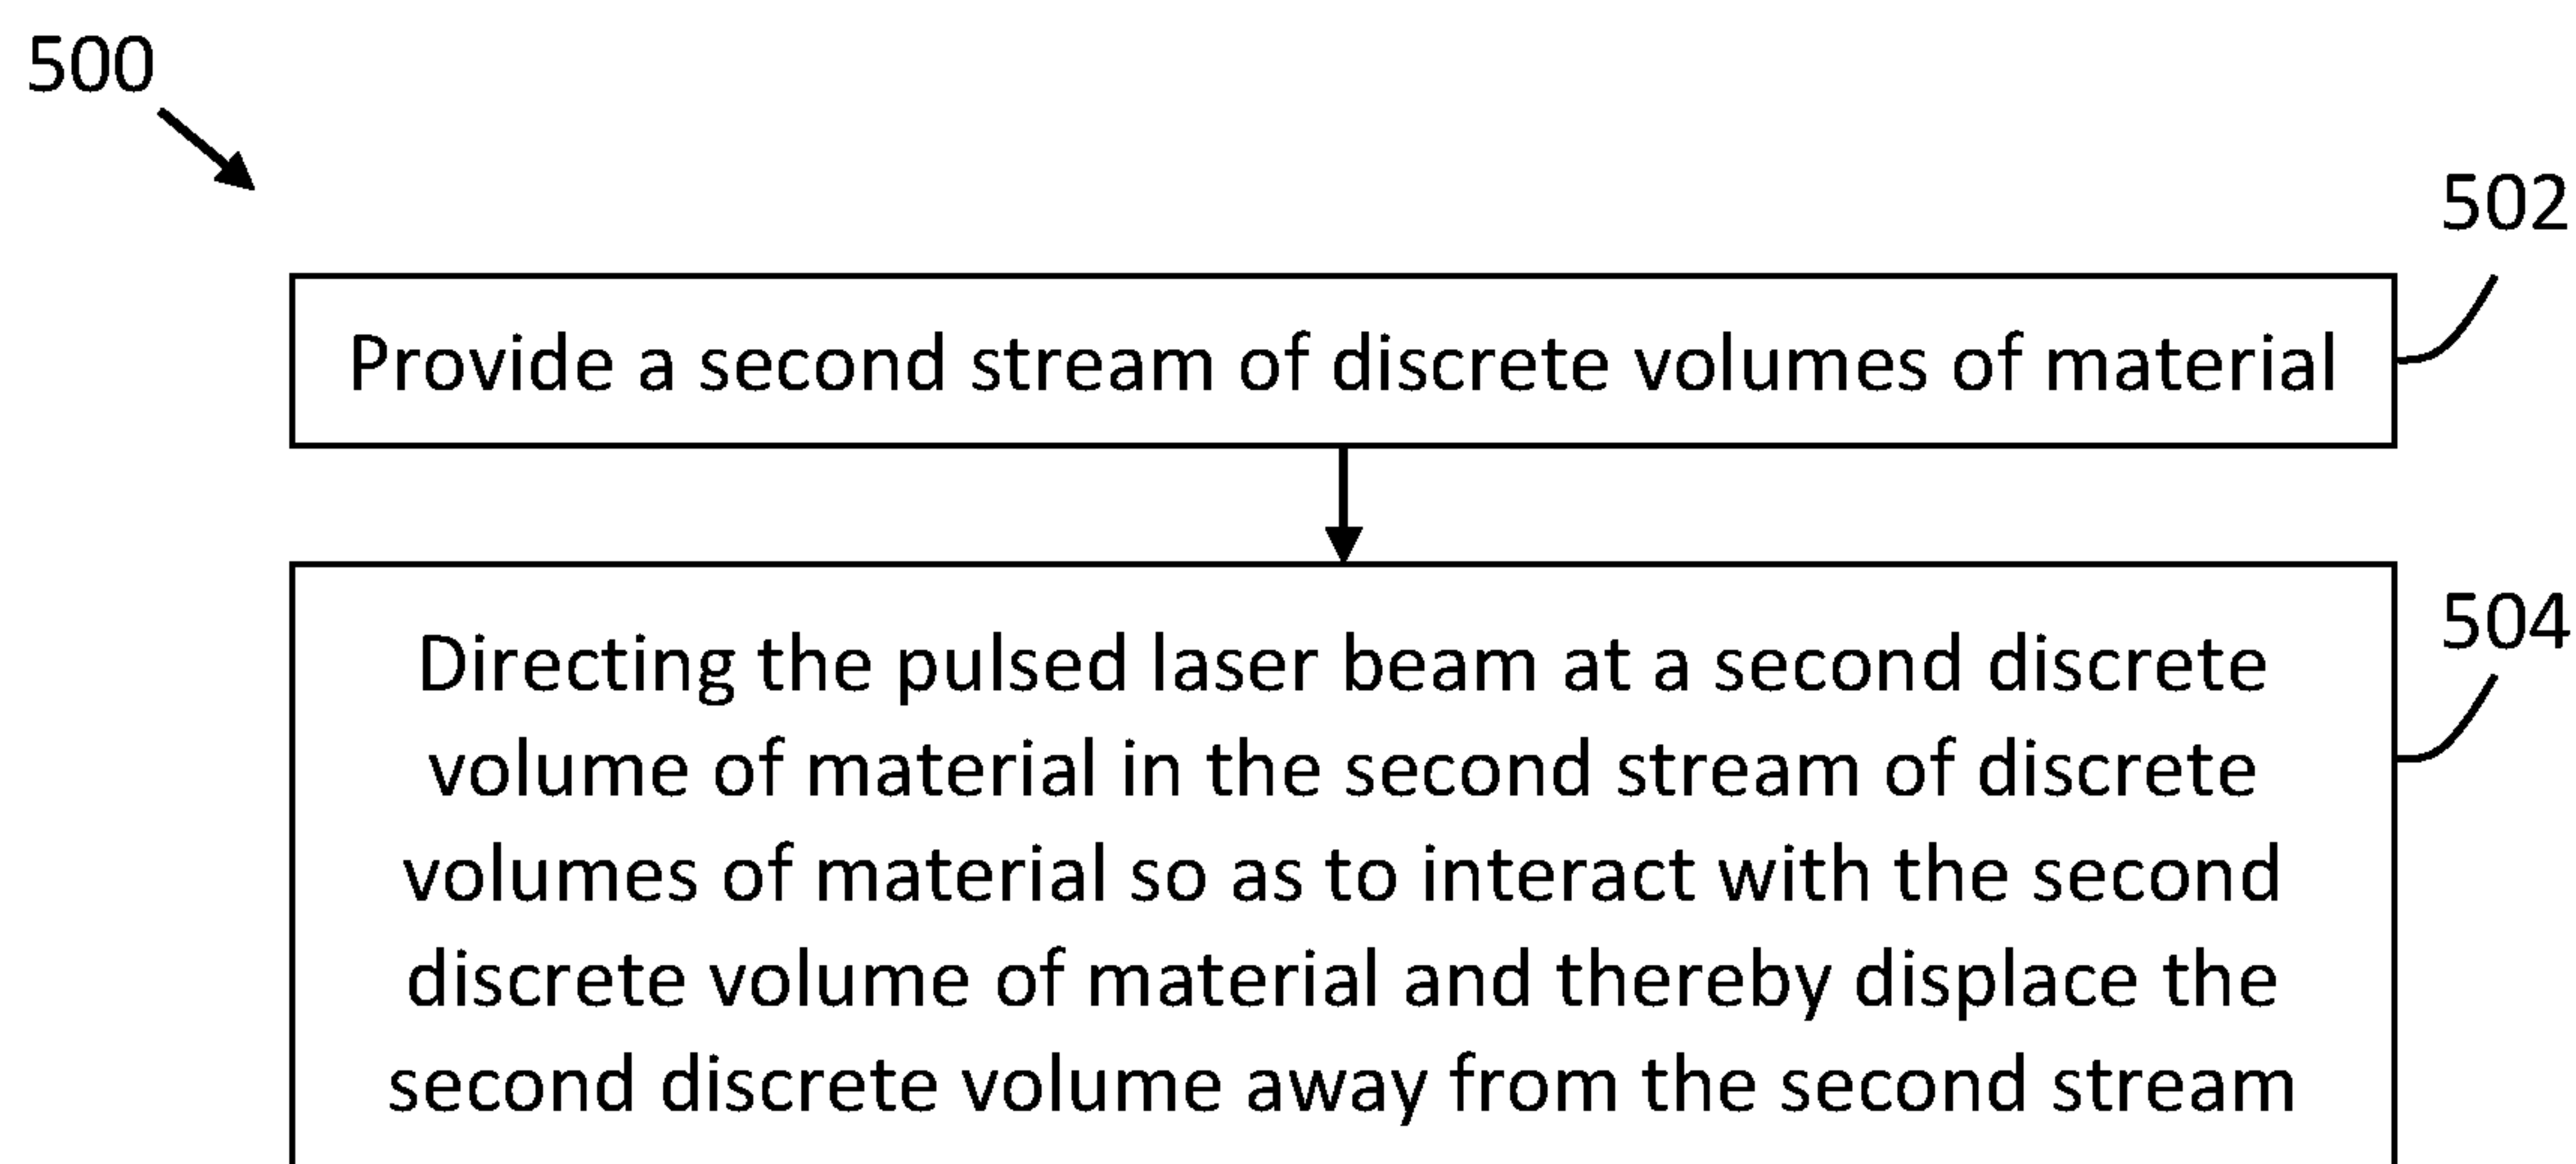 500
502
Provide a second stream of discrete volumes of material
504
Directing the pulsed laser beam at a second discrete
volume of material in the second stream of discrete
volumes of material so as to interact with the second
discrete volume of material and thereby displace the
second discrete volume away from the second stream